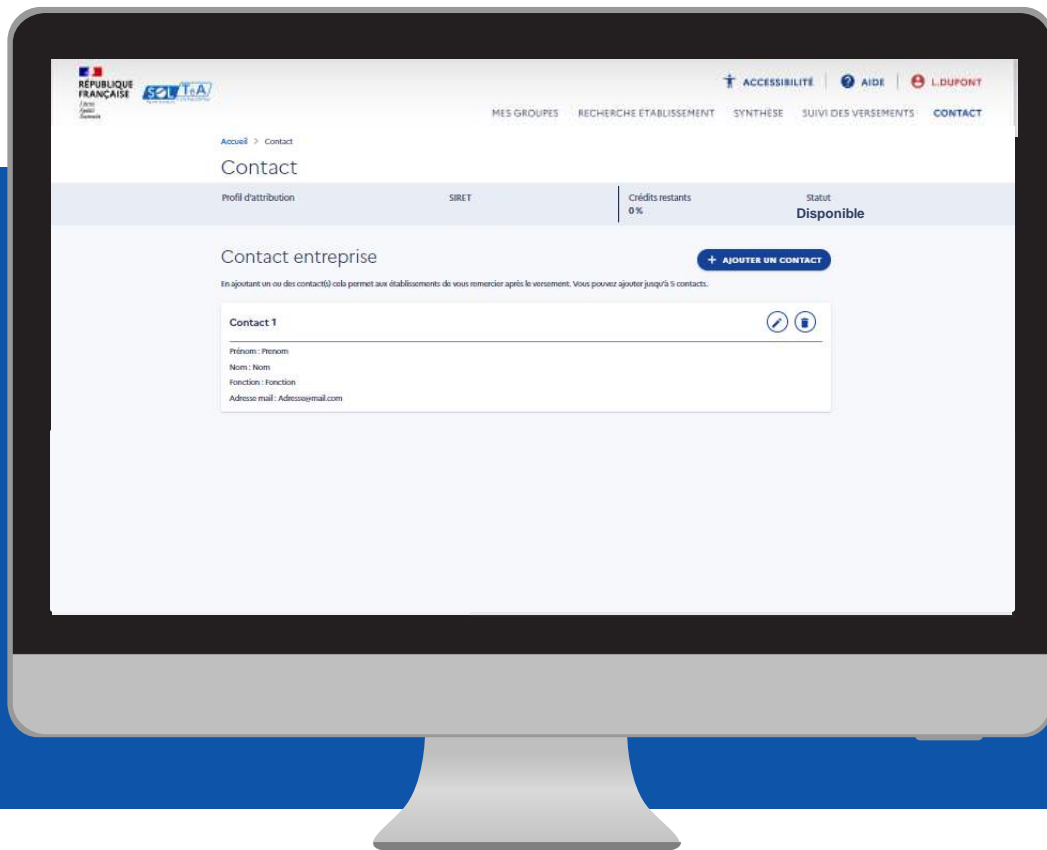 RÉPUBLIQUE
FRANÇAISE
SOLTéA
ACCESSIBILITÉ
AIDE
L.DUPONT
MES GROUPES
RECHERCHE ÉTABLISSEMENT
SYNTHÈSE
SUIVI DES VERSEMENTS
CONTACT
Accueil > Contact
Contact
Profil d'attribution
SIRET
Crédits restants
0 %
Statut
Disponible
Contact entreprise
+ AJOUTER UN CONTACT
En ajoutant un ou des contact(s) cela permet aux établissements de vous remercier après le versement. Vous pouvez ajouter jusqu'à 5 contacts.
Contact 1
Prénom : Prenom
Nom : Nom
Fonction : Fonction
Adresse mail : Adresse@mail.com